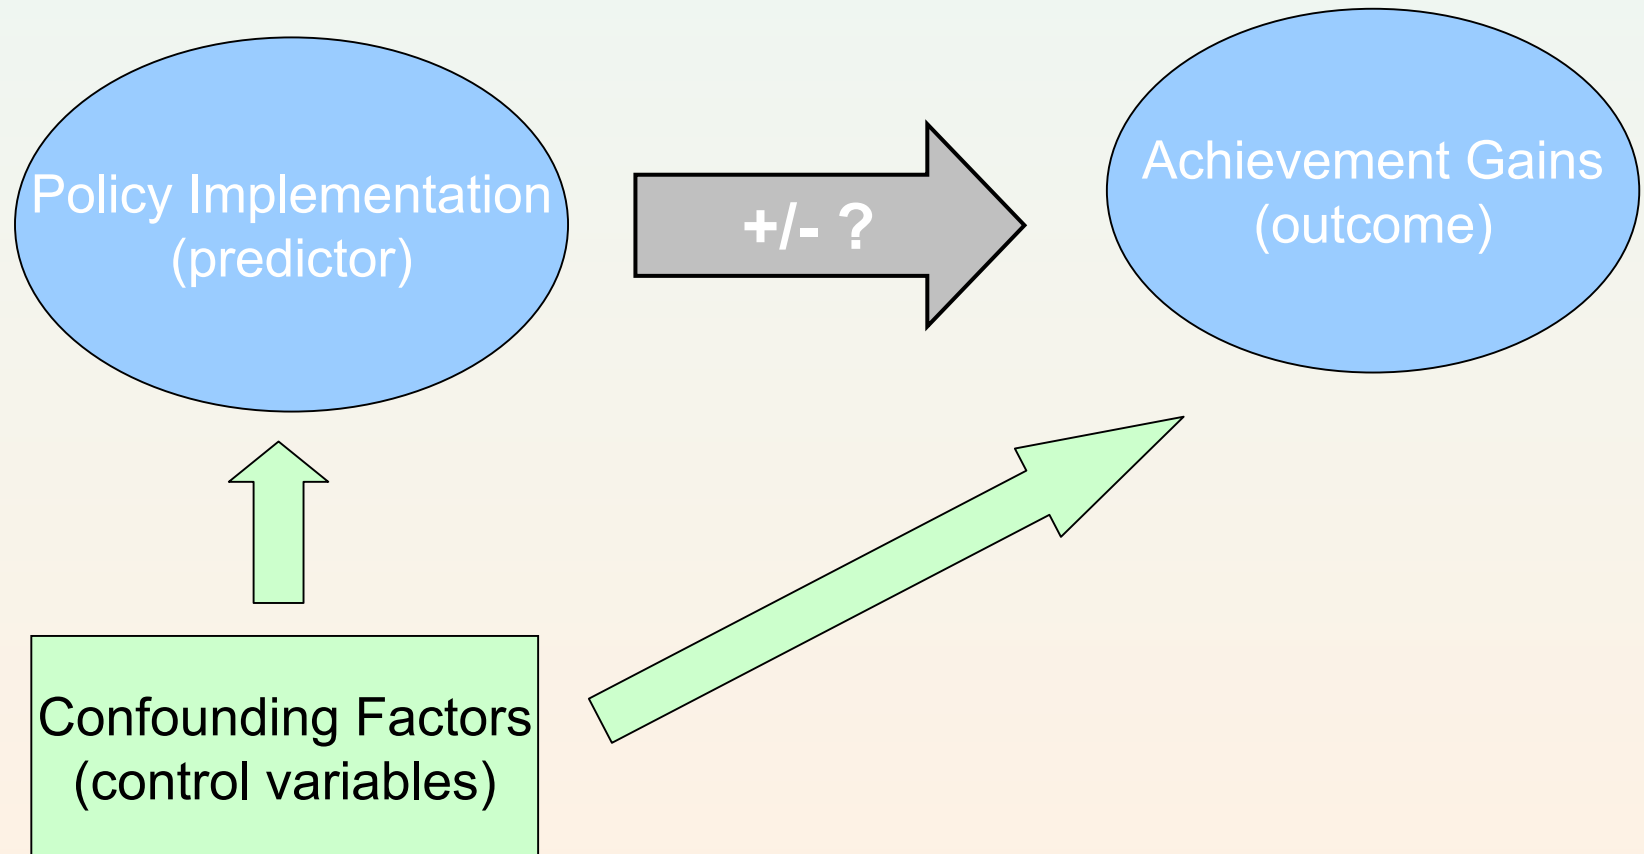 Policy Implementation
(predictor)
+/- ?
Achievement Gains
(outcome)
Confounding Factors
(control variables)